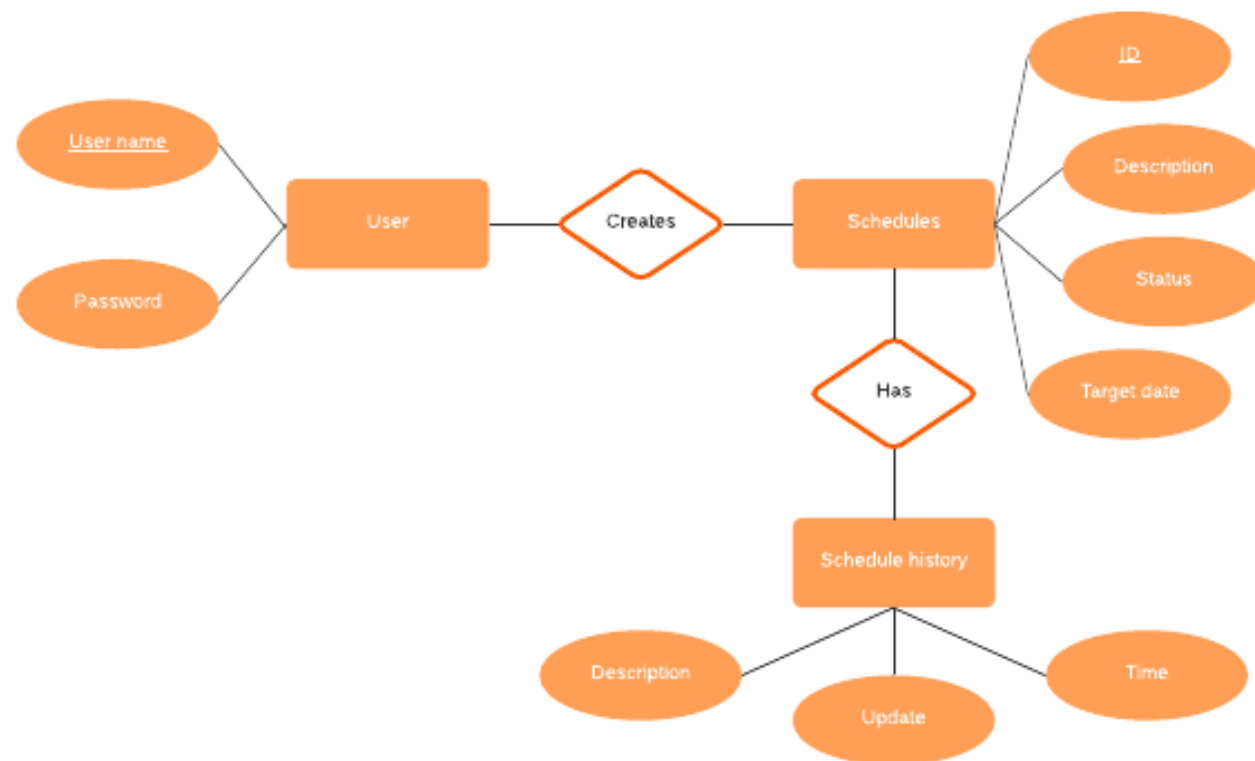 ID
User name
Description
User
Creates
Schedules
Status
Password
Has
Target date
Schedule history
Description
Time
Update